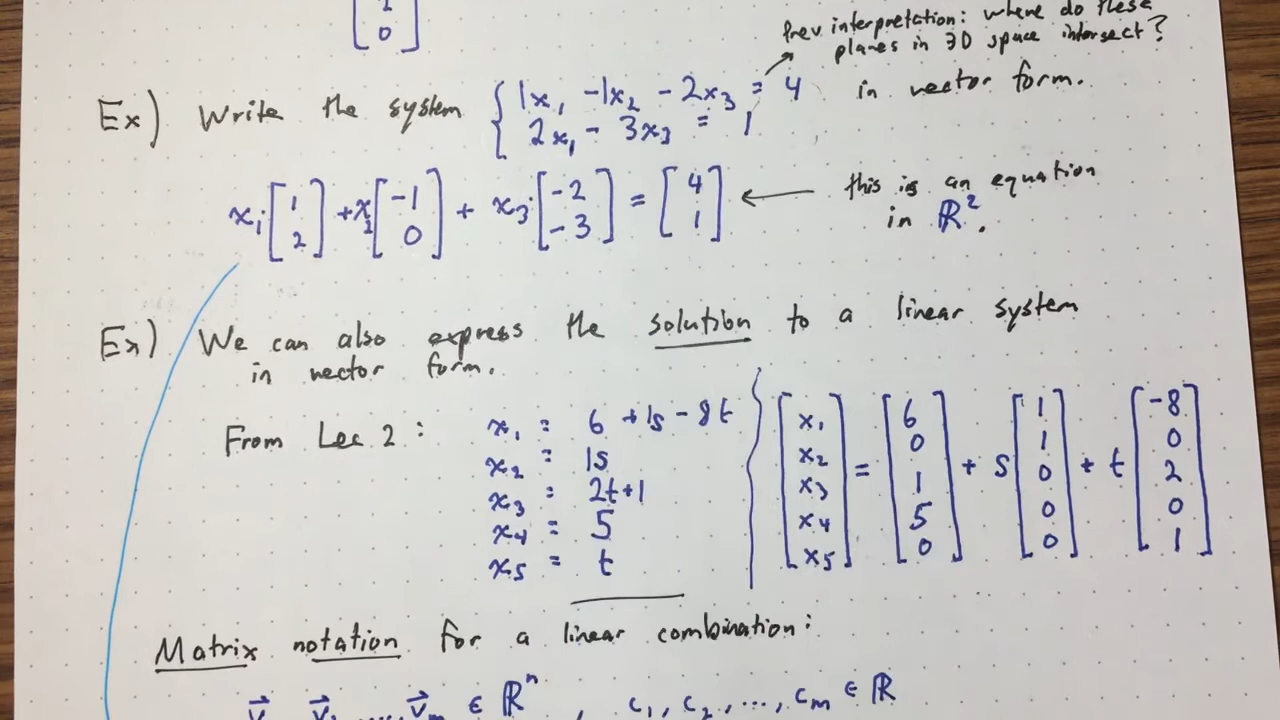 [1
0]
Prev. interpretation: where do these
planes in 3D space intersect?
Ex) Write the system { 1x₁ - 1x₂ - 2x₃ = 4 in vector form.
2x₁ - 3x₃ = 1
x₁ [1 2] + x₂ [-1 0] + x₃ [-2 -3] = [4 1] ← this is an equation
in ℝ².
Ex) We can also express the solution to a linear system
in vector form.
From Lec 2:
x₁ = 6 + 1s - 8t
x₂ = 1s
x₃ = 2t+1
x₄ = 5
x₅ = t
[x₁ x₂ x₃ x₄ x₅] = [6 0 1 5 0] + s [1 1 0 0 0] + t [-8 0 2 0 1]
Matrix notation for a linear combination:
v⃗ , v⃗ , ..., v⃗m ∈ ℝⁿ , c₁, c₂, ..., cm ∈ ℝ